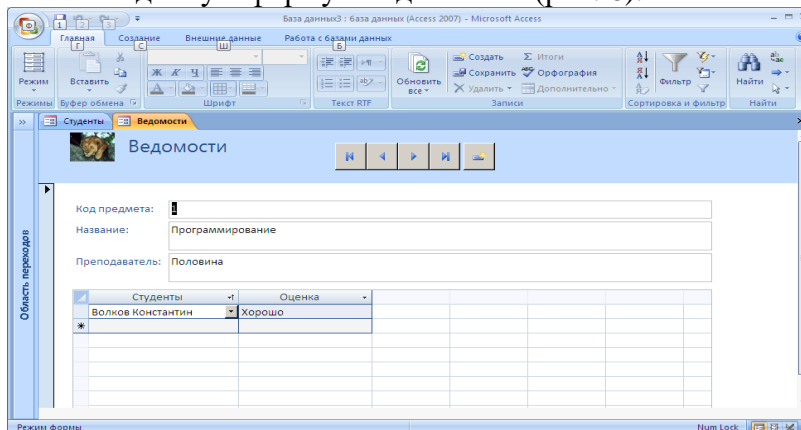 База данных3 : база данных (Access 2007) - Microsoft Access
1 2 3
Главная Создание Внешние данные Работа с базами данных
Г С Ш Б
Режим
Вставить
Ж К Ч
Обновить все
Создать
Сохранить
Удалить
Итоги
Орфография
Дополнительно
Фильтр
Найти
Режимы Буфер обмена Шрифт Текст RTF Записи Сортировка и фильтр Найти
Студенты Ведомости
Ведомости
Код предмета: 1
Название: Программирование
Преподаватель: Половина
Студенты Оценка
Волков Константин Хорошо
Область переходов
Режим формы Num Lock